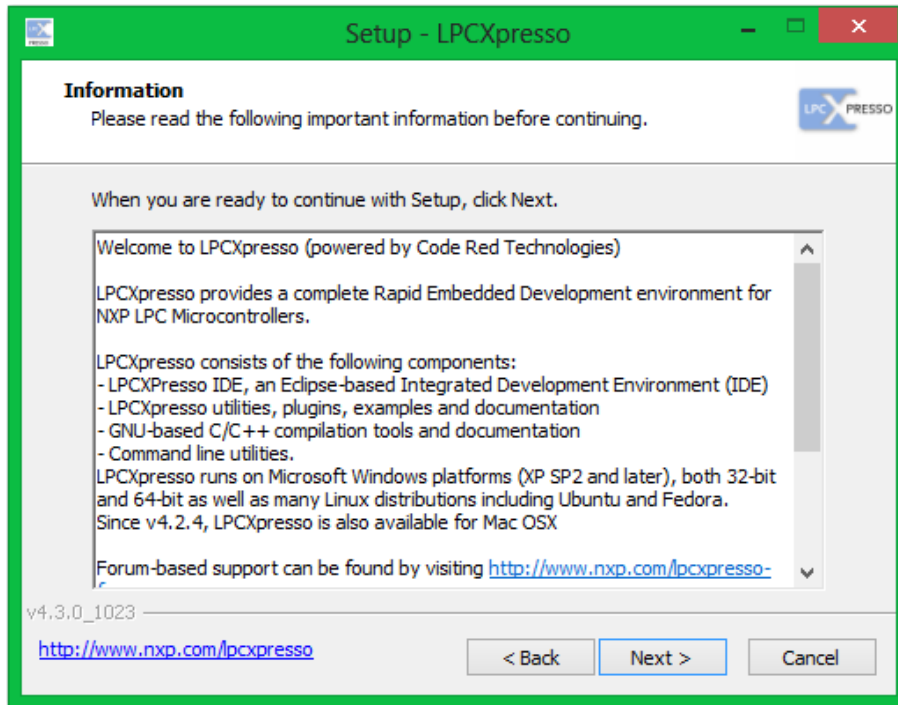 LPCX
PRESSO
Setup - LPCXpresso
Information
Please read the following important information before continuing.
LPC X PRESSO
When you are ready to continue with Setup, click Next.
Welcome to LPCXpresso (powered by Code Red Technologies)
LPCXpresso provides a complete Rapid Embedded Development environment for
NXP LPC Microcontrollers.
LPCXpresso consists of the following components:
- LPCXPresso IDE, an Eclipse-based Integrated Development Environment (IDE)
- LPCXpresso utilities, plugins, examples and documentation
- GNU-based C/C++ compilation tools and documentation
- Command line utilities.
LPCXpresso runs on Microsoft Windows platforms (XP SP2 and later), both 32-bit
and 64-bit as well as many Linux distributions including Ubuntu and Fedora.
Since v4.2.4, LPCXpresso is also available for Mac OSX
Forum-based support can be found by visiting http://www.nxp.com/lpcxpresso-
v4.3.0_1023
http://www.nxp.com/lpcxpresso
< Back
Next >
Cancel